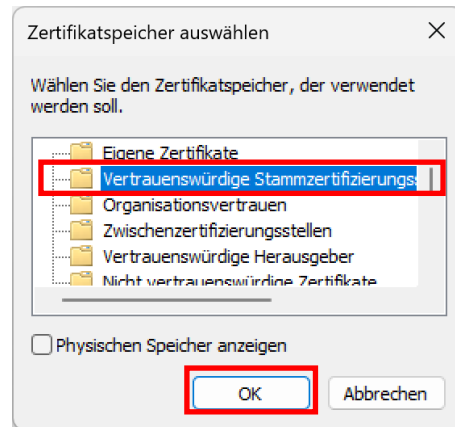 Zertifikatspeicher auswählen
Wählen Sie den Zertifikatspeicher, der verwendet
werden soll.
Eigene Zertifikate
Vertrauenswürdige Stammzertifizierungs
Organisationsvertrauen
Zwischenzertifizierungsstellen
Vertrauenswürdige Herausgeber
Nicht vertrauenswürdige Zertifikate
Physischen Speicher anzeigen
OK
Abbrechen